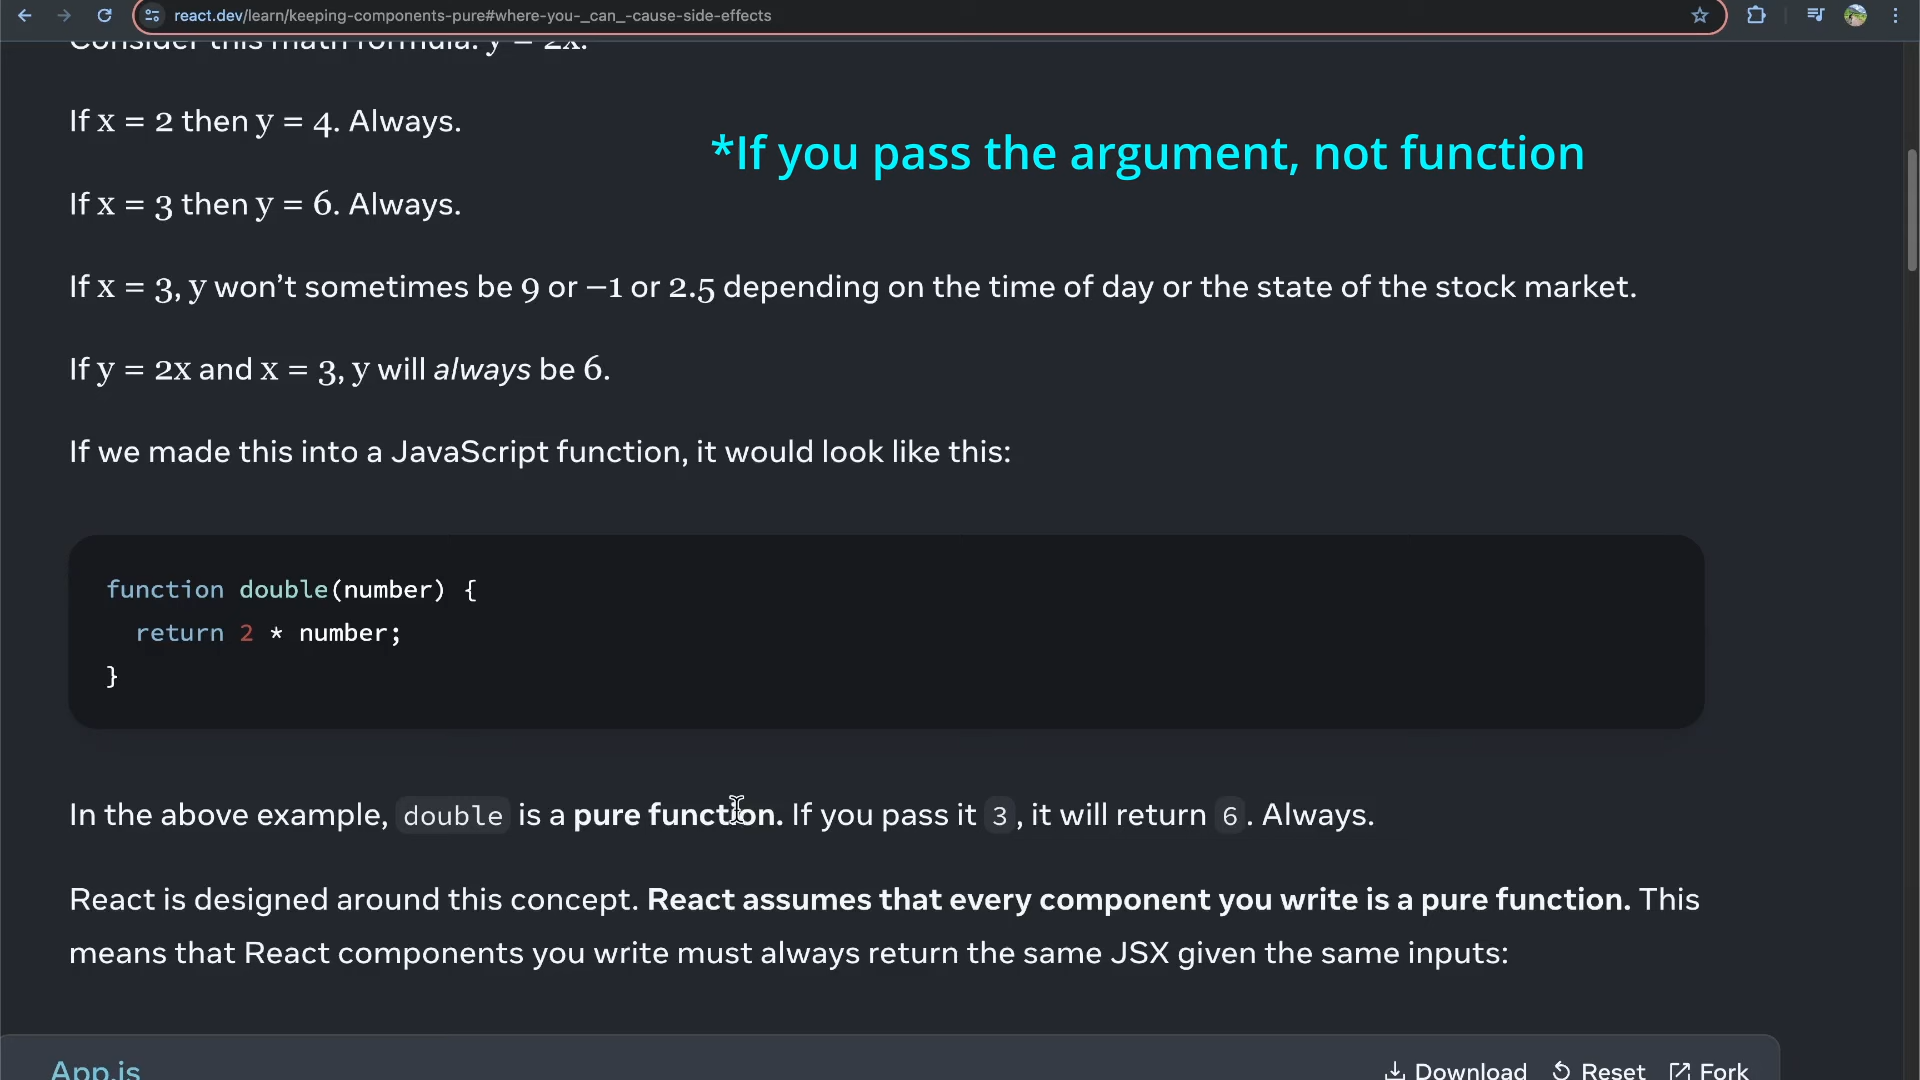 react.dev/learn/keeping-components-pure#where-you-_can_-cause-side-effects
Consider this math formula: y = 2x.
If x = 2 then y = 4. Always.
*If you pass the argument, not function
If x = 3 then y = 6. Always.
If x = 3, y won’t sometimes be 9 or –1 or 2.5 depending on the time of day or the state of the stock market.
If y = 2x and x = 3, y will always be 6.
If we made this into a JavaScript function, it would look like this:
function double(number) {
return 2 * number;
}
In the above example, double is a pure function. If you pass it 3, it will return 6. Always.
React is designed around this concept. React assumes that every component you write is a pure function. This
means that React components you write must always return the same JSX given the same inputs:
App.js
Download Reset Fork